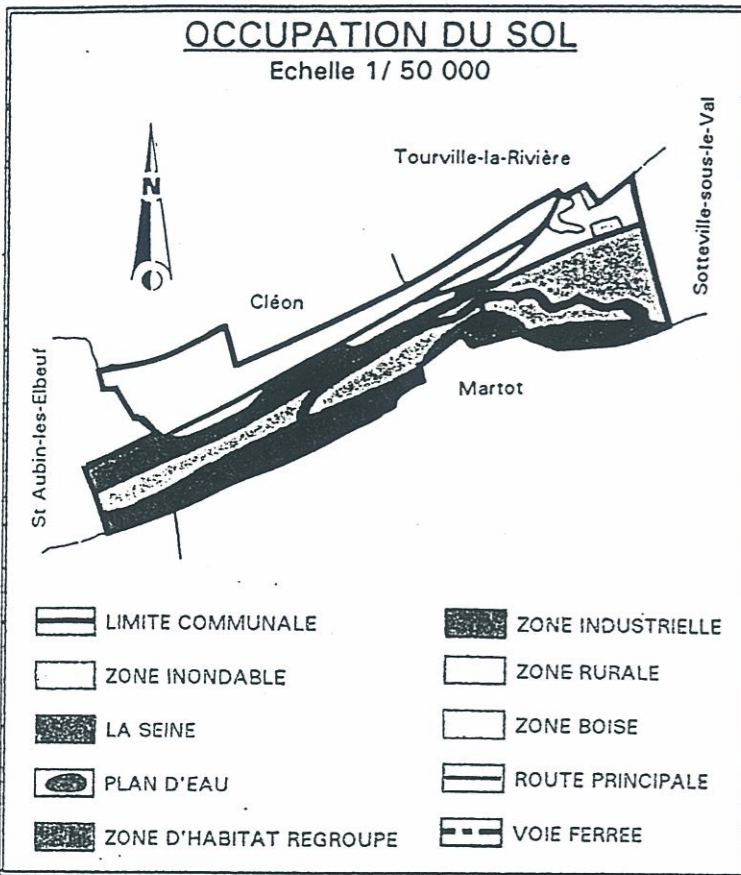 OCCUPATION DU SOL
Echelle 1/ 50 000
Tourville-la-Rivière
Sotteville-sous-le-Val
N
Cléon
St Aubin-les-Elbeuf
Martot
LIMITE COMMUNALE
ZONE INONDABLE
LA SEINE
PLAN D'EAU
ZONE D'HABITAT REGROUPE
ZONE INDUSTRIELLE
ZONE RURALE
ZONE BOISE
ROUTE PRINCIPALE
VOIE FERREE